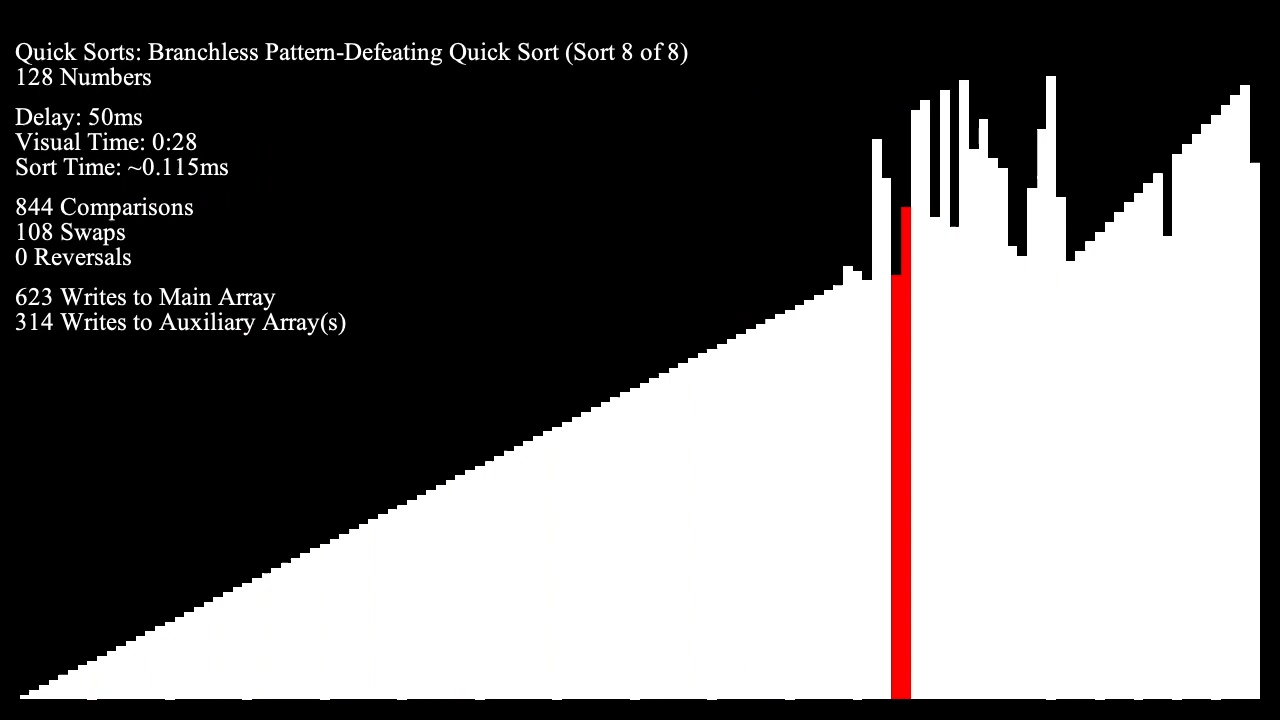 Quick Sorts: Branchless Pattern-Defeating Quick Sort (Sort 8 of 8)
128 Numbers
Delay: 50ms
Visual Time: 0:28
Sort Time: ~0.115ms
844 Comparisons
108 Swaps
0 Reversals
623 Writes to Main Array
314 Writes to Auxiliary Array(s)